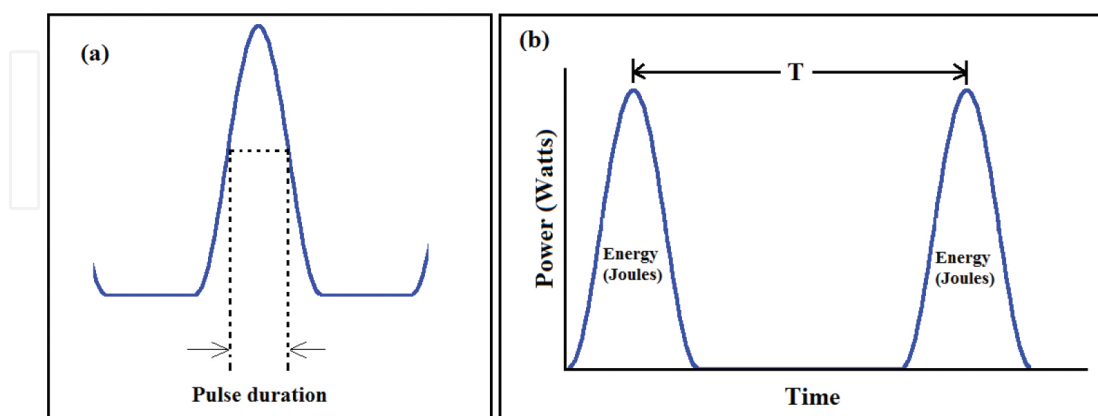 (a)
Pulse duration
(b)
T
Power (Watts)
Energy
(Joules)
Energy
(Joules)
Time